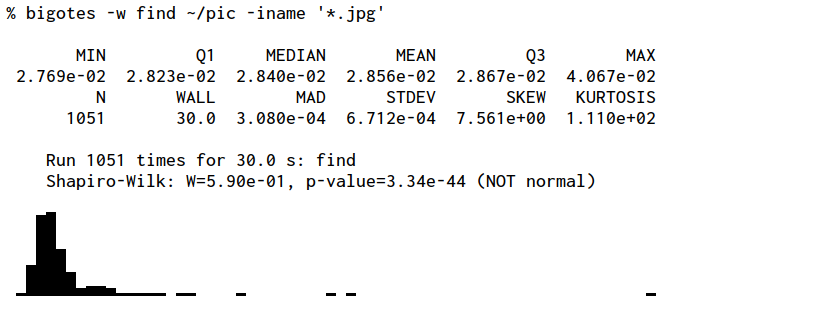 % bigotes -w find ~/pic -iname '*.jpg'
MIN Q1 MEDIAN MEAN Q3 MAX
2.769e-02 2.823e-02 2.840e-02 2.856e-02 2.867e-02 4.067e-02
N WALL MAD STDEV SKEW KURTOSIS
1051 30.0 3.080e-04 6.712e-04 7.561e+00 1.110e+02
Run 1051 times for 30.0 s: find
Shapiro-Wilk: W=5.90e-01, p-value=3.34e-44 (NOT normal)